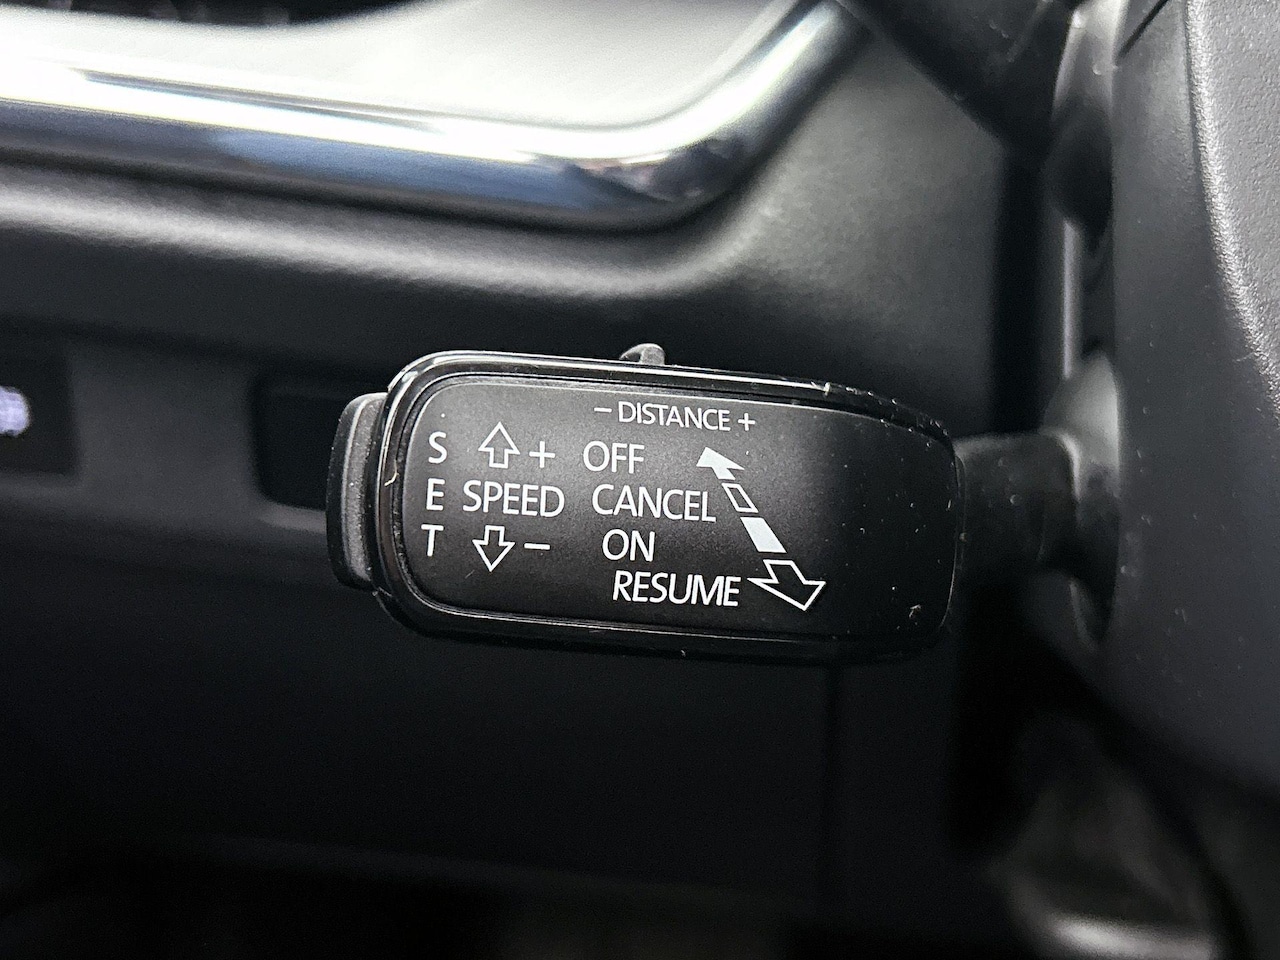 – DISTANCE +
S + OFF
E SPEED CANCEL
T – ON
RESUME